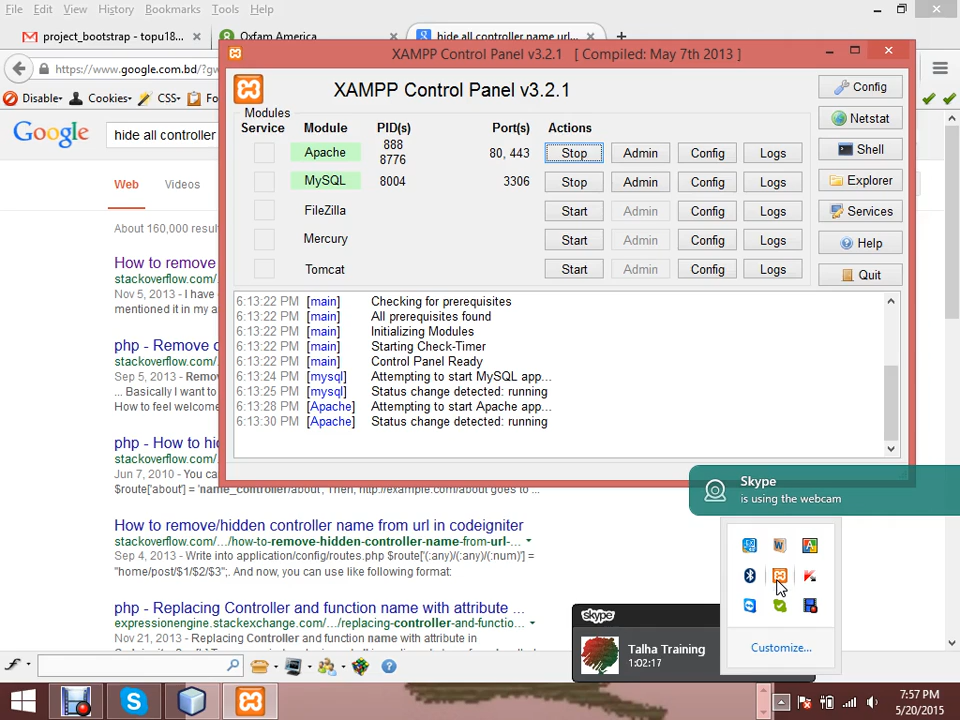 File Edit View History Bookmarks Tools Help
project_bootstrap - topu18...
Oxfam America
hide all controller name url...
https://www.google.com.bd/?gw
Disable
Cookies
CSS
Fo
Google
hide all controller
XAMPP Control Panel v3.2.1 [ Compiled: May 7th 2013 ]
XAMPP Control Panel v3.2.1
Modules
Service Module PID(s) Port(s) Actions
Apache 888 8776 80, 443 Stop Admin Config Logs
MySQL 8004 3306 Stop Admin Config Logs
FileZilla Start Admin Config Logs
Mercury Start Admin Config Logs
Tomcat Start Admin Config Logs
Config
Netstat
Shell
Explorer
Services
Help
Quit
6:13:22 PM [main] Checking for prerequisites
6:13:22 PM [main] All prerequisites found
6:13:22 PM [main] Initializing Modules
6:13:22 PM [main] Starting Check-Timer
6:13:22 PM [main] Control Panel Ready
6:13:24 PM [mysql] Attempting to start MySQL app...
6:13:25 PM [mysql] Status change detected: running
6:13:28 PM [Apache] Attempting to start Apache app...
6:13:30 PM [Apache] Status change detected: running
Web Videos
About 160,000 result
How to remove
stackoverflow.com/
Nov 5, 2013 - I have
mentioned it in my a
php - Remove c
stackoverflow.com/
Sep 5, 2013 - Remov
... Basically I want to
How to feel welcome
php - How to hi
stackoverflow.com/
Jun 7, 2010 - You ca
$route['about'] = 'name_controller/about'; Then, http://example.com/about goes to ...
How to remove/hidden controller name from url in codeigniter
stackoverflow.com/.../how-to-remove-hidden-controller-name-from-url-...
Sep 4, 2013 - Write into application/config/routes.php $route['(:any)/(:any)/(:num)'] =
"home/post/$1/$2/$3";. And now, you can use like following format:
php - Replacing Controller and function name with attribute ...
expressionengine.stackexchange.com/.../replacing-controller-and-functio...
Nov 21, 2013 - Replacing Controller and function name with attribute in
Skype
is using the webcam
skype
Talha Training
1:02:17
Customize...
7:57 PM
5/20/2015